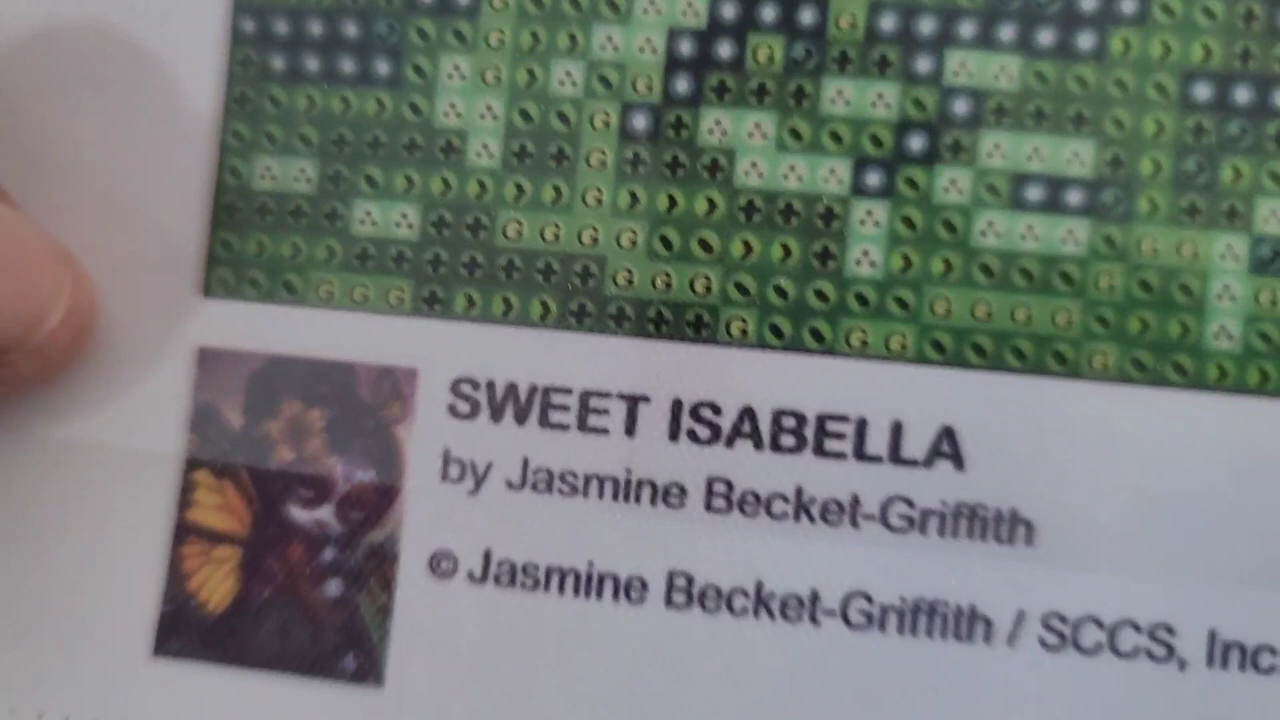 SWEET ISABELLA
by Jasmine Becket-Griffith
© Jasmine Becket-Griffith / SCCS, Inc